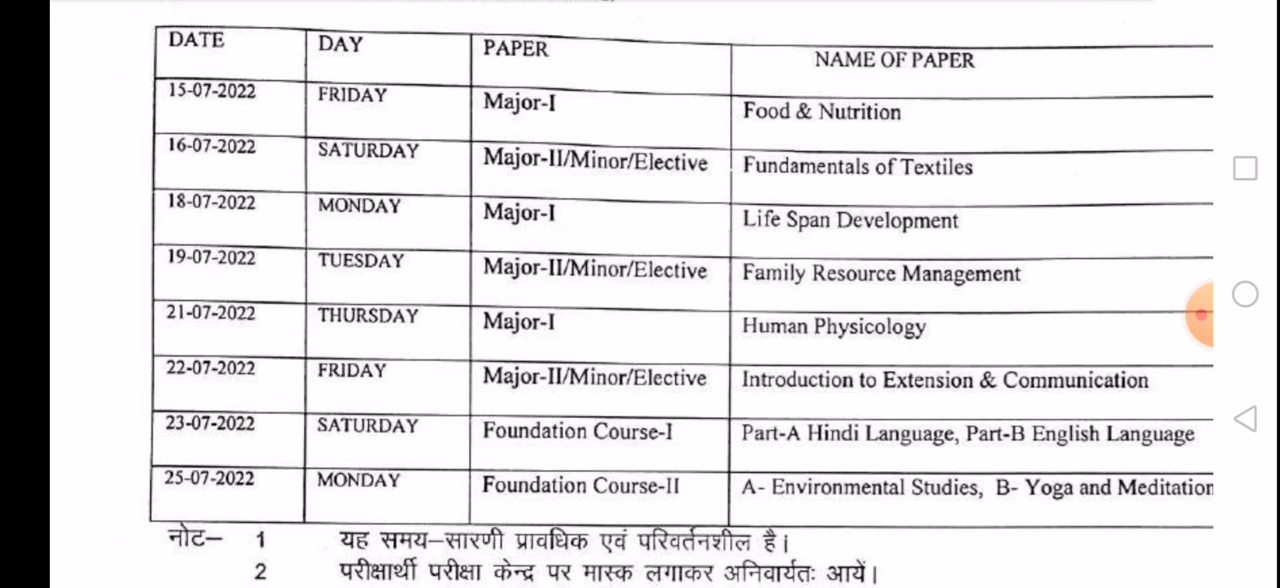 DATE DAY PAPER NAME OF PAPER
15-07-2022 FRIDAY Major-I Food & Nutrition
16-07-2022 SATURDAY Major-II/Minor/Elective Fundamentals of Textiles
18-07-2022 MONDAY Major-I Life Span Development
19-07-2022 TUESDAY Major-II/Minor/Elective Family Resource Management
21-07-2022 THURSDAY Major-I Human Physicology
22-07-2022 FRIDAY Major-II/Minor/Elective Introduction to Extension & Communication
23-07-2022 SATURDAY Foundation Course-I Part-A Hindi Language, Part-B English Language
25-07-2022 MONDAY Foundation Course-II A- Environmental Studies, B- Yoga and Meditation
नोट– 1 यह समय–सारणी प्रावधिक एवं परिवर्तनशील है।
2 परीक्षार्थी परीक्षा केन्द्र पर मास्क लगाकर अनिवार्यतः आयें।